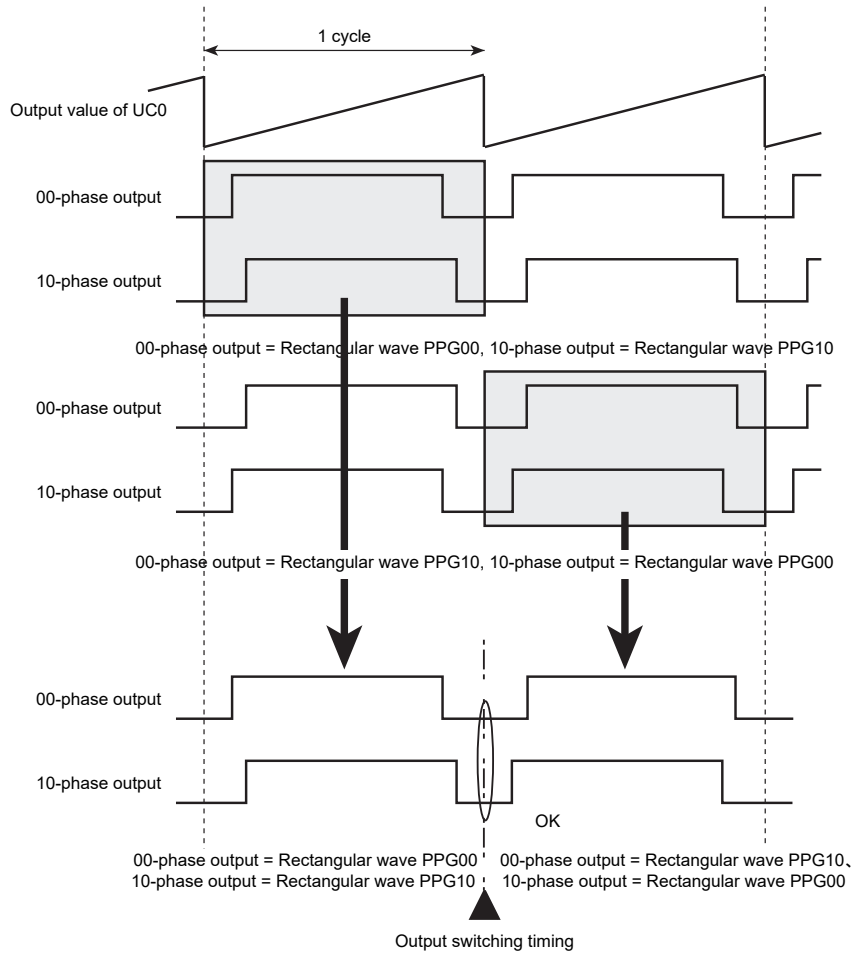 1 cycle
Output value of UC0
00-phase output
10-phase output
00-phase output = Rectangular wave PPG00, 10-phase output = Rectangular wave PPG10
00-phase output
10-phase output
00-phase output = Rectangular wave PPG10, 10-phase output = Rectangular wave PPG00
00-phase output
10-phase output
OK
00-phase output = Rectangular wave PPG00
10-phase output = Rectangular wave PPG10
00-phase output = Rectangular wave PPG10、
10-phase output = Rectangular wave PPG00
Output switching timing